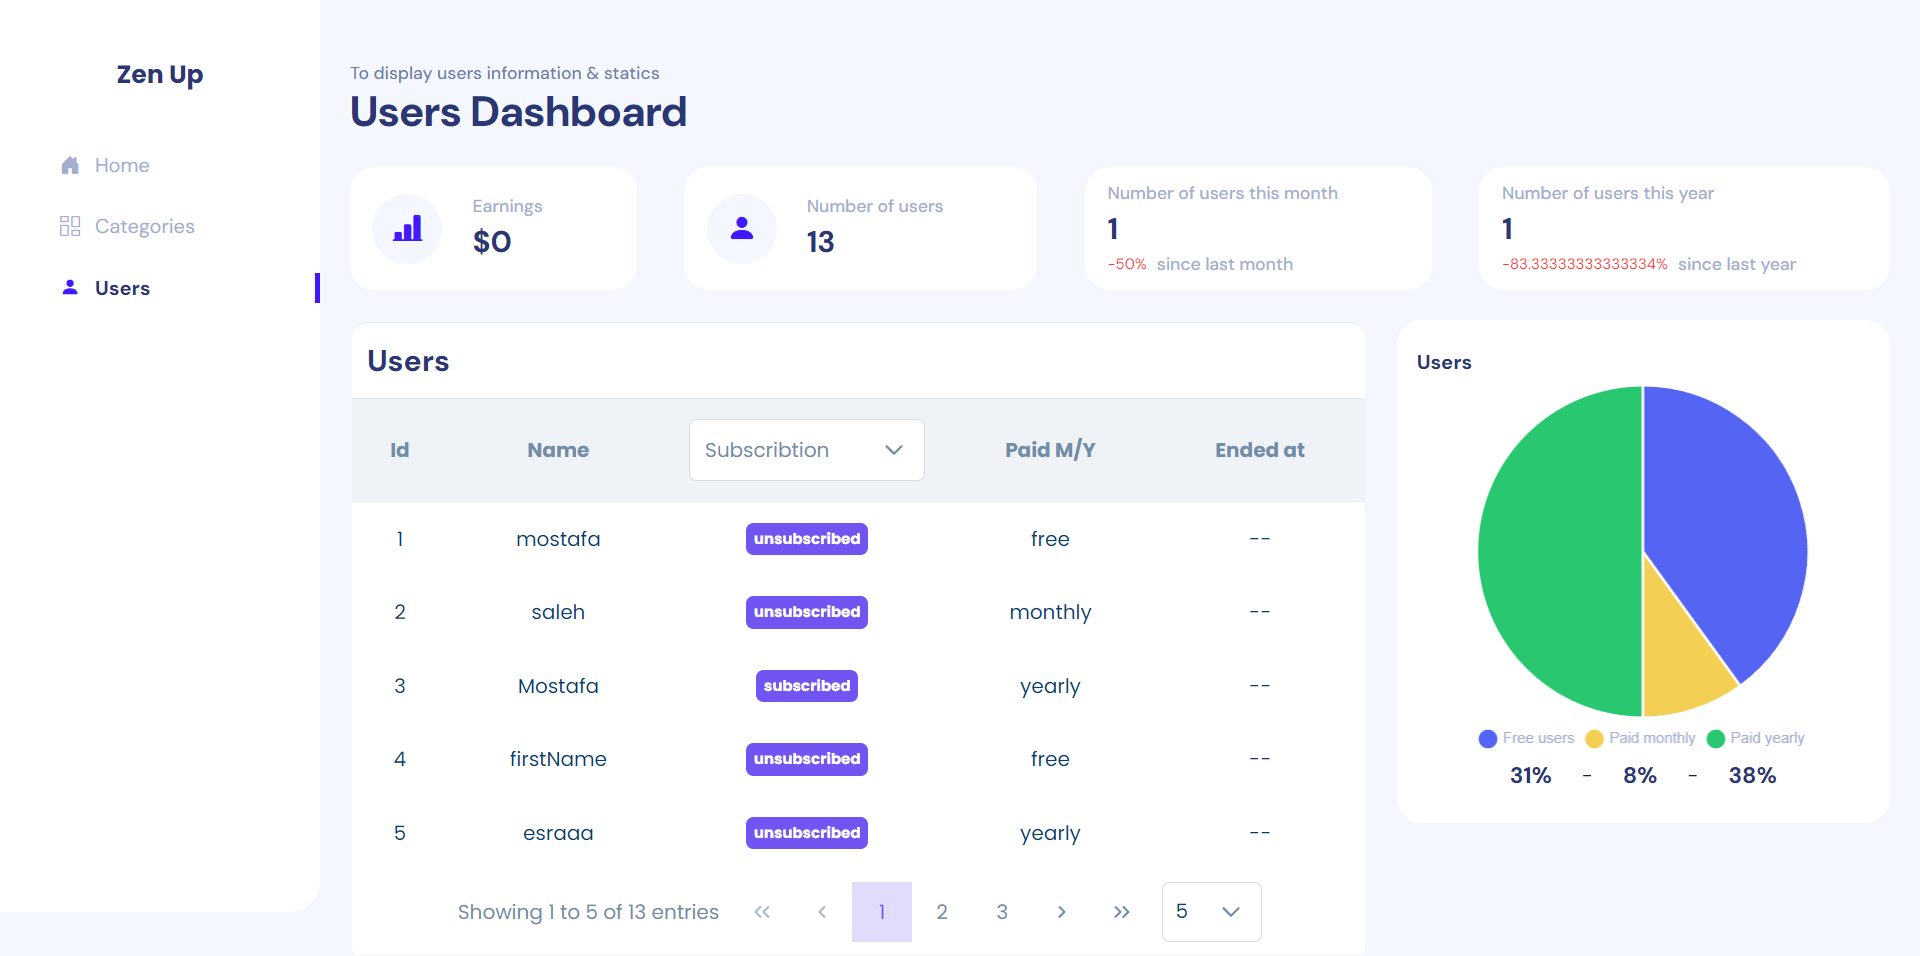 Zen Up
Home
Categories
Users
To display users information & statics
Users Dashboard
Earnings
$0
Number of users
13
Number of users this month
1
-50% since last month
Number of users this year
1
-83.33333333333334% since last year
Users
Id Name Subscribtion Paid M/Y Ended at
1 mostafa unsubscribed free --
2 saleh unsubscribed monthly --
3 Mostafa subscribed yearly --
4 firstName unsubscribed free --
5 esraaa unsubscribed yearly --
Showing 1 to 5 of 13 entries « ‹ 1 2 3 › » 5
Users
Free users Paid monthly Paid yearly
31% - 8% - 38%